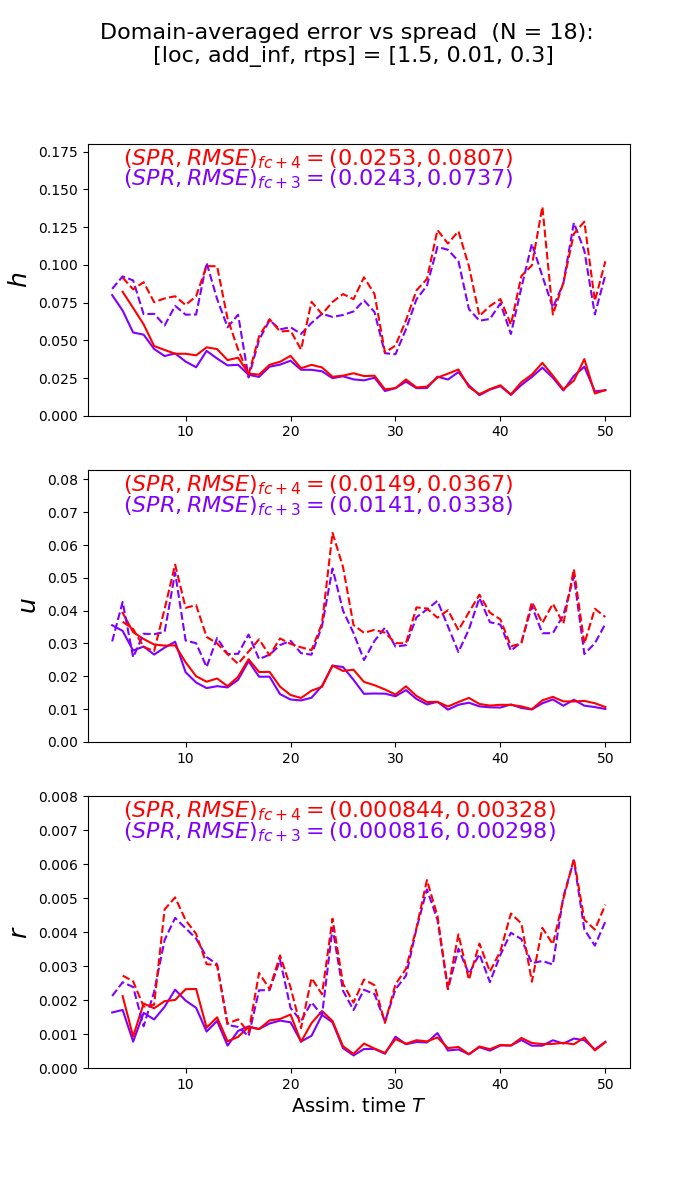 Domain-averaged error vs spread (N = 18):
[loc, add_inf, rtps] = [1.5, 0.01, 0.3]
(SPR, RMSE)fc+4 = (0.0253, 0.0807)
(SPR, RMSE)fc+3 = (0.0243, 0.0737)
0.175
0.150
0.125
0.100
0.075
0.050
0.025
0.000
h
10 20 30 40 50
(SPR, RMSE)fc+4 = (0.0149, 0.0367)
(SPR, RMSE)fc+3 = (0.0141, 0.0338)
0.08
0.07
0.06
0.05
0.04
0.03
0.02
0.01
0.00
u
10 20 30 40 50
(SPR, RMSE)fc+4 = (0.000844, 0.00328)
(SPR, RMSE)fc+3 = (0.000816, 0.00298)
0.008
0.007
0.006
0.005
0.004
0.003
0.002
0.001
0.000
r
10 20 30 40 50
Assim. time T